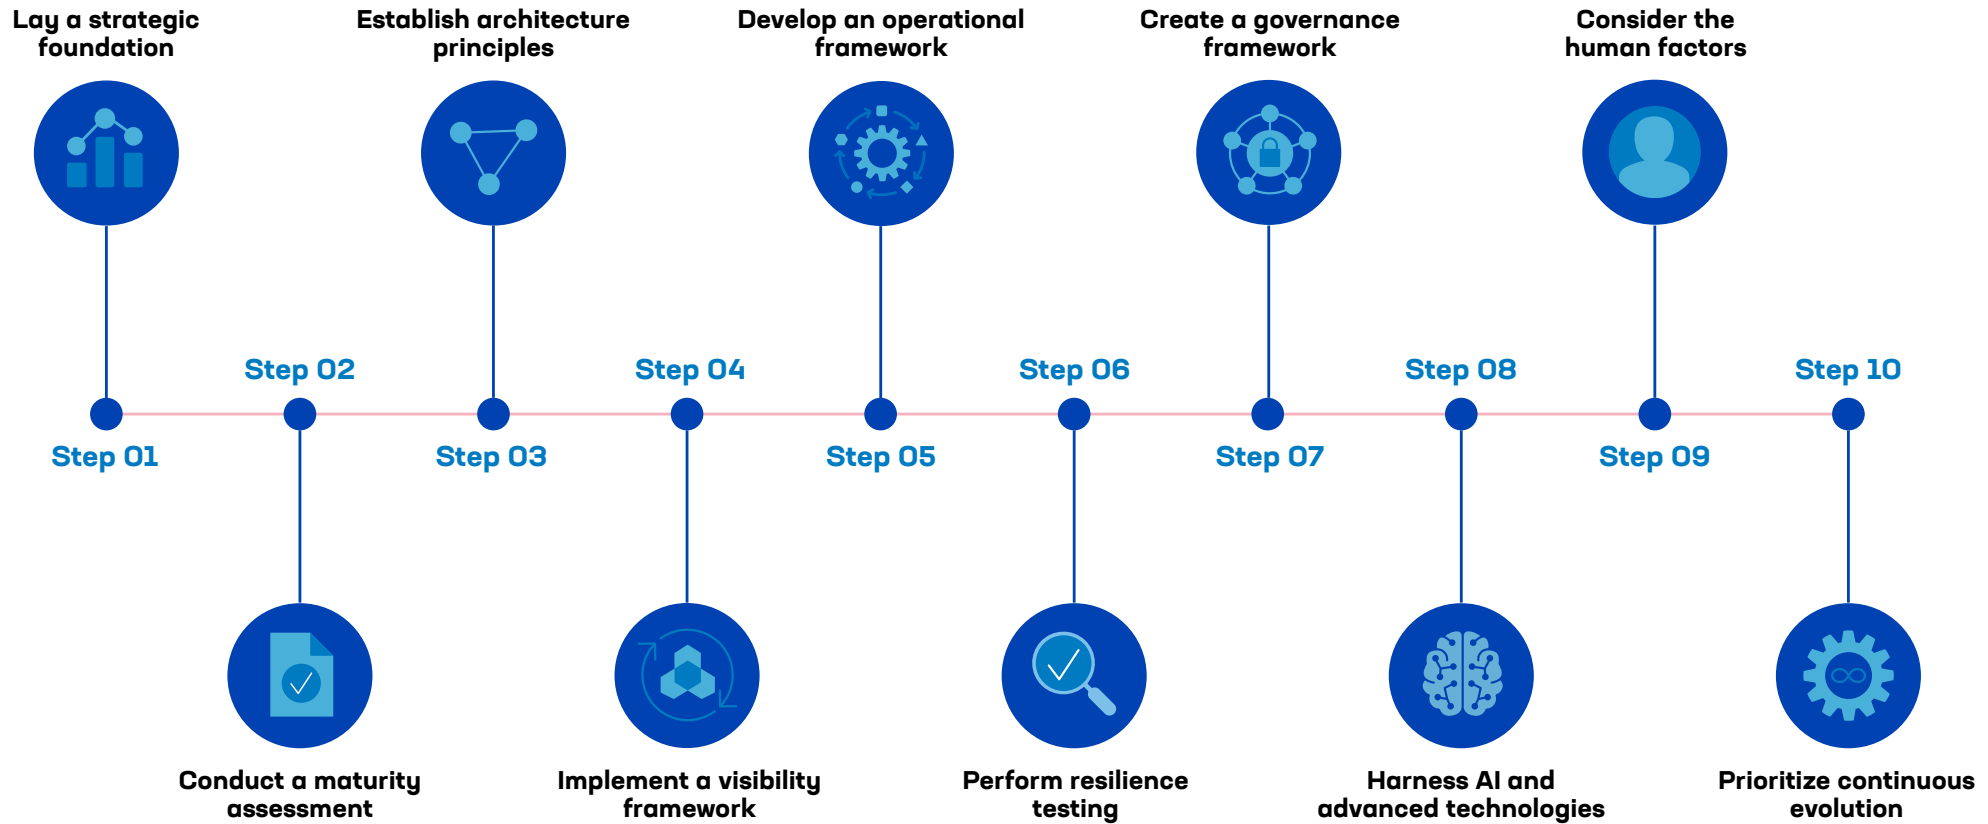 Lay a strategic
foundation
Step 01
Step 02
Conduct a maturity
assessment
Establish architecture
principles
Step 03
Step 04
Implement a visibility
framework
Develop an operational
framework
Step 05
Step 06
Perform resilience
testing
Create a governance
framework
Step 07
Step 08
Harness AI and
advanced technologies
Consider the
human factors
Step 09
Step 10
Prioritize continuous
evolution